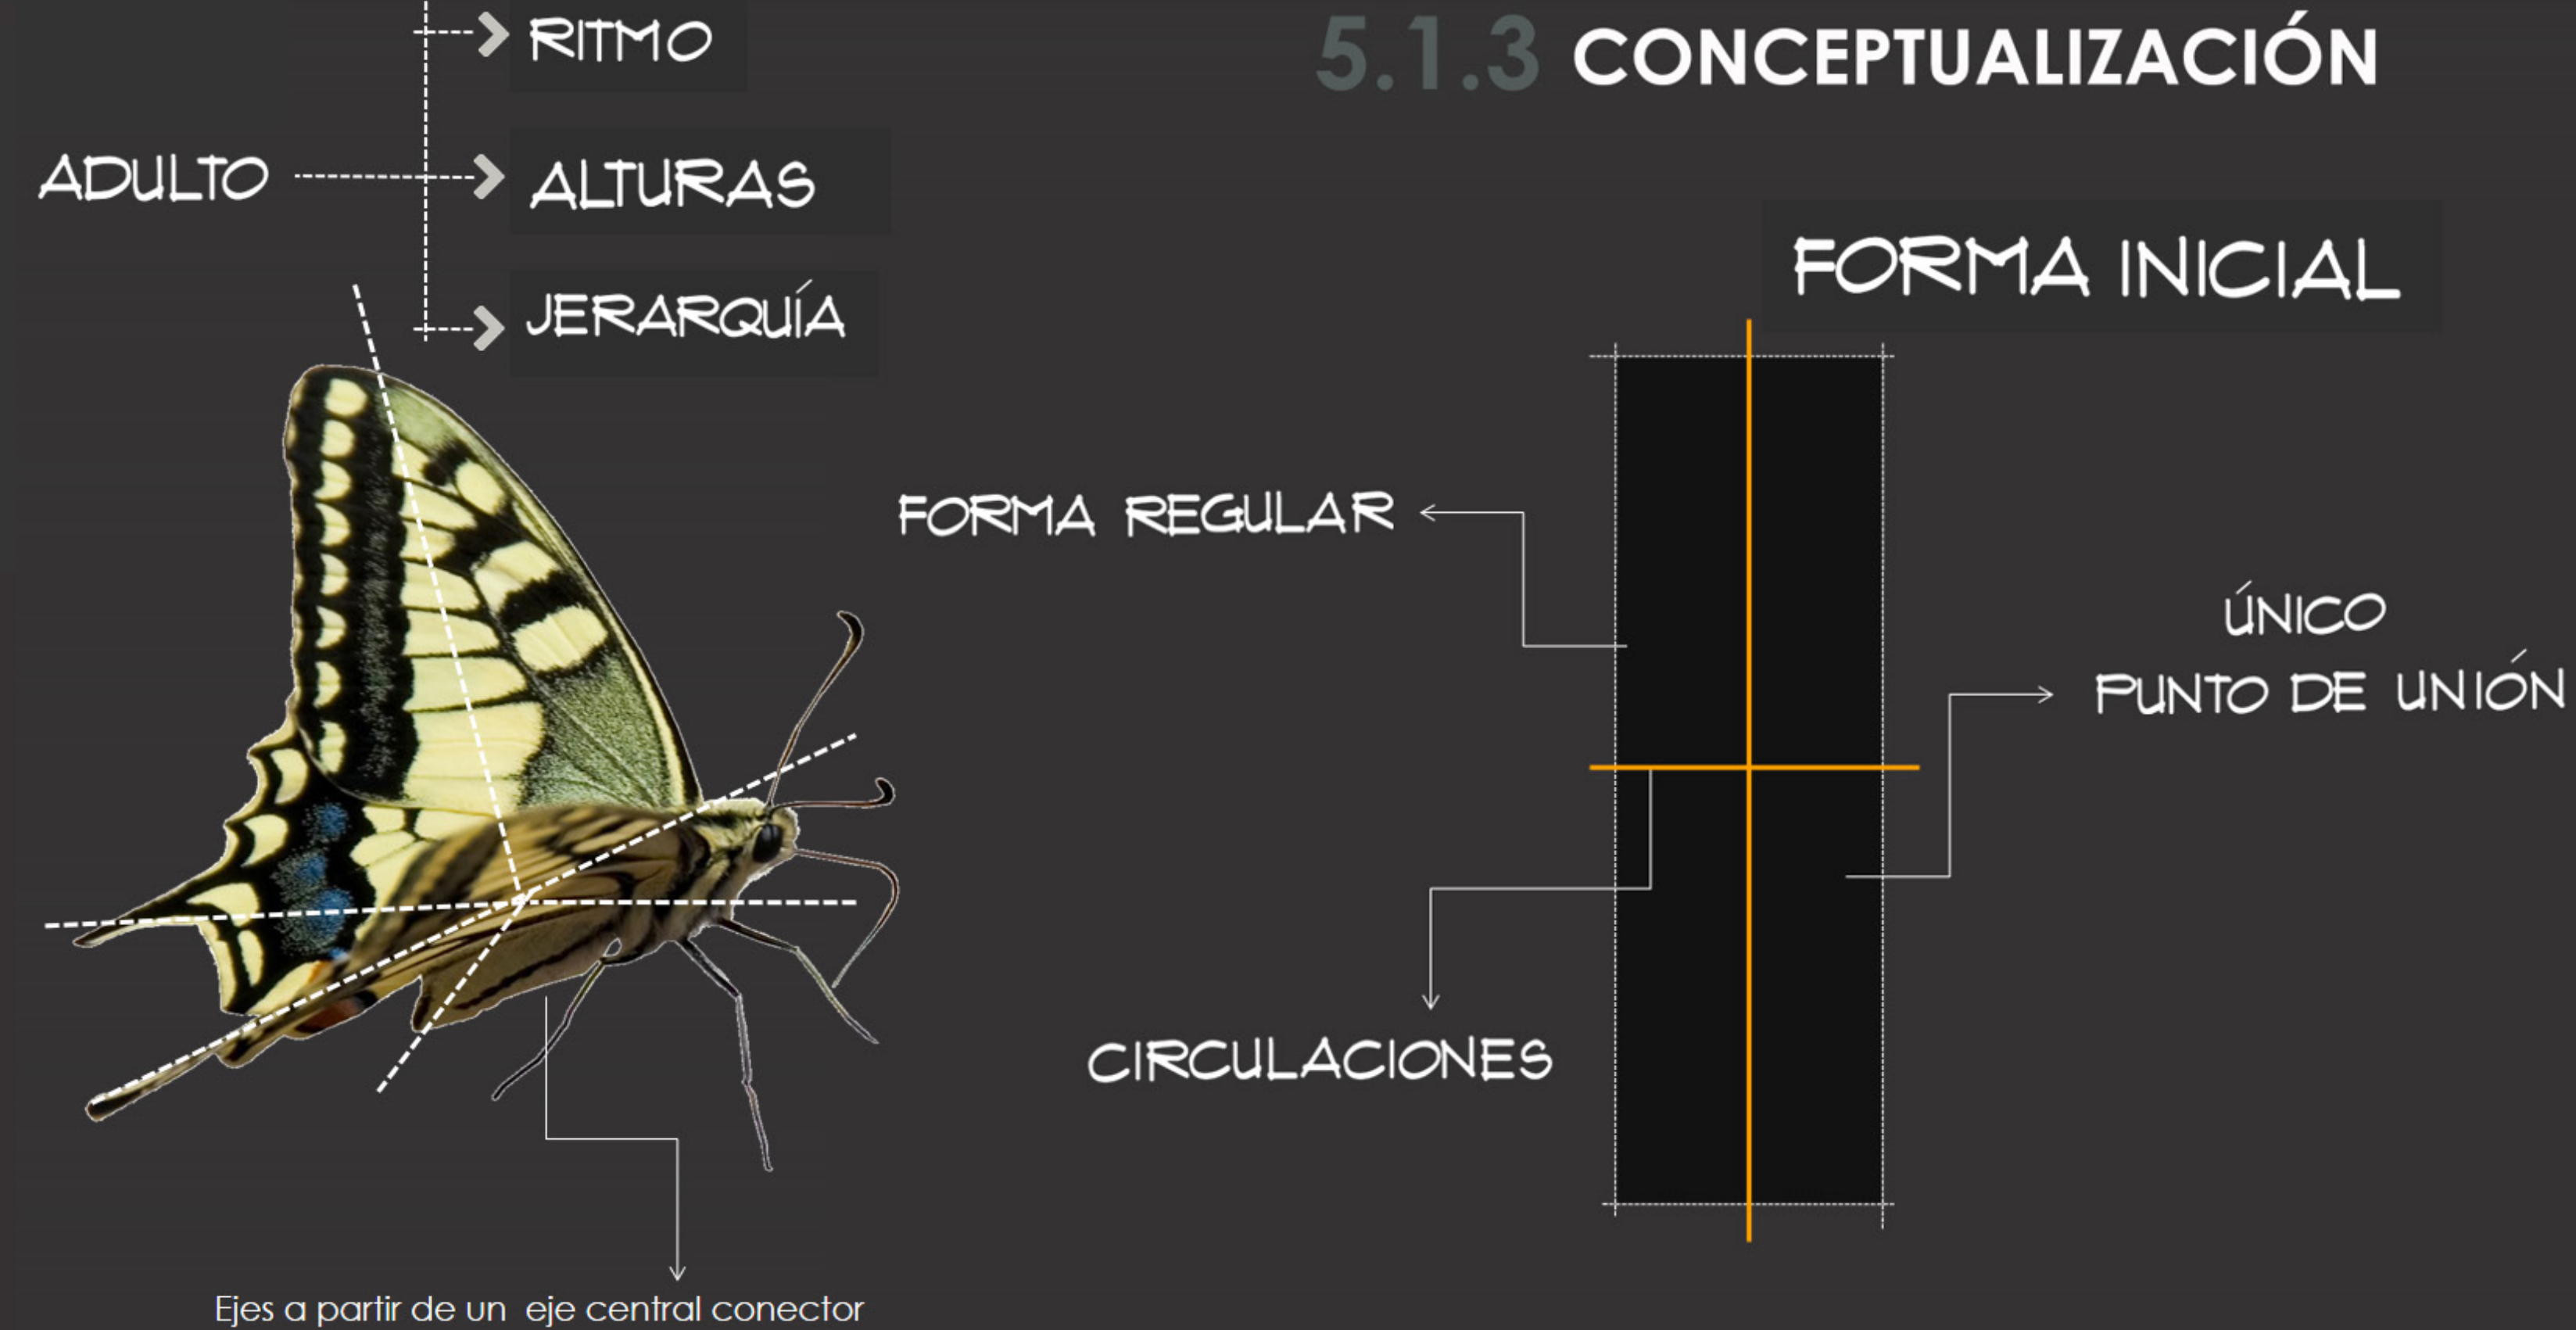 5.1.3 CONCEPTUALIZACIÓN
RITMO
ADULTO
ALTURAS
JERARQUÍA
FORMA INICIAL
FORMA REGULAR
ÚNICO
PUNTO DE UNIÓN
CIRCULACIONES
Ejes a partir de un eje central conector